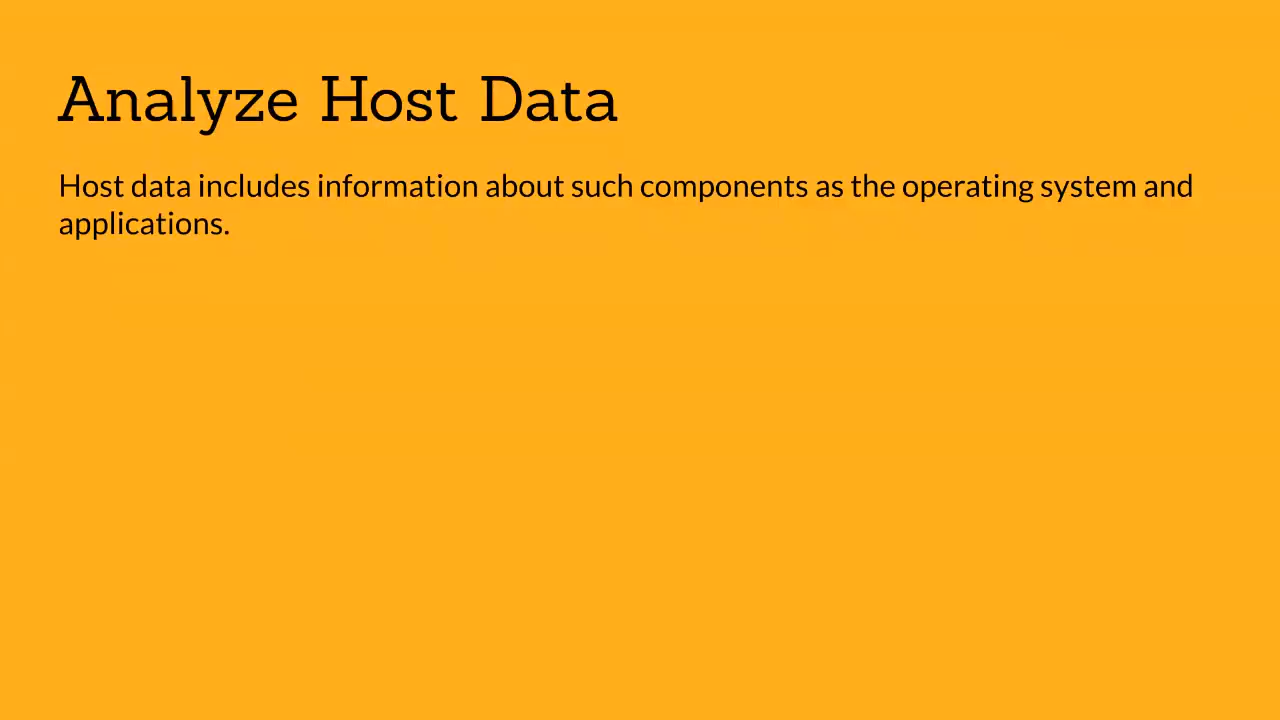 Analyze Host Data
Host data includes information about such components as the operating system and
applications.